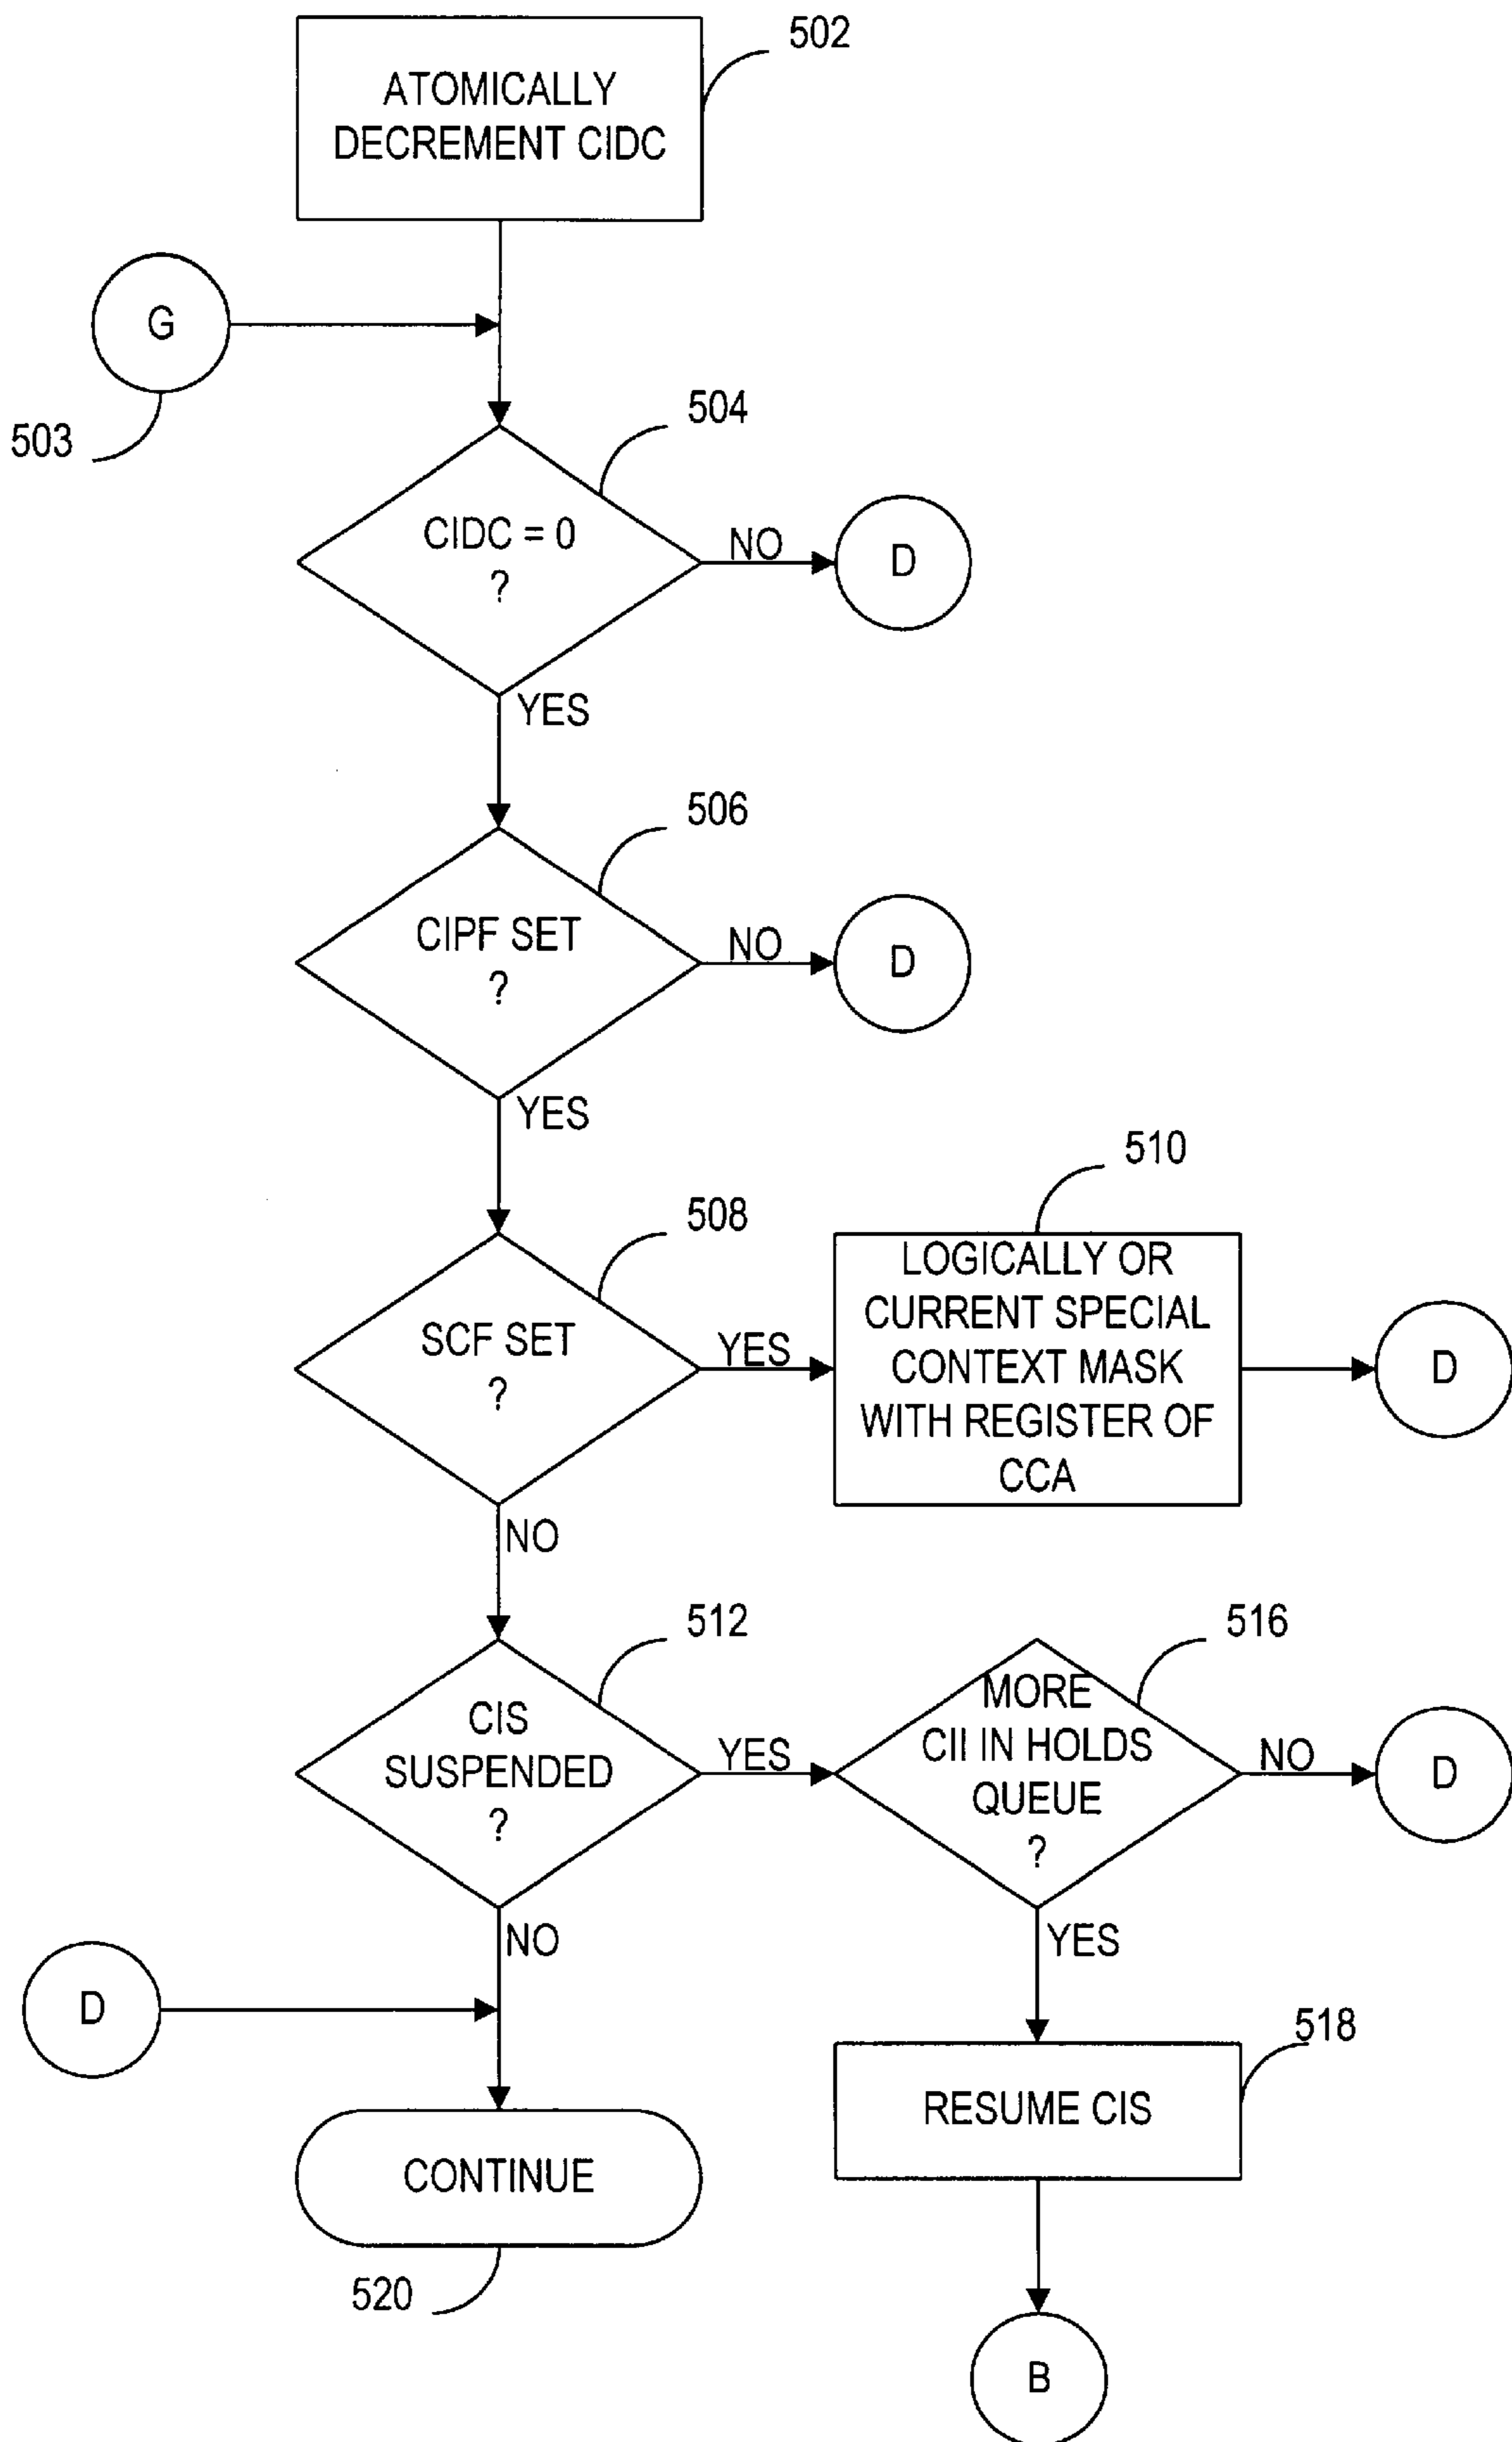 502
ATOMICALLY
DECREMENT CIDC
G
503
504
CIDC = 0
?
NO
D
YES
506
CIPF SET
?
NO
D
YES
508
SCF SET
?
YES
510
LOGICALLY OR
CURRENT SPECIAL
CONTEXT MASK
WITH REGISTER OF
CCA
D
NO
512
CIS
SUSPENDED
?
YES
516
MORE
CII IN HOLDS
QUEUE
?
NO
D
NO
YES
D
518
RESUME CIS
CONTINUE
520
B